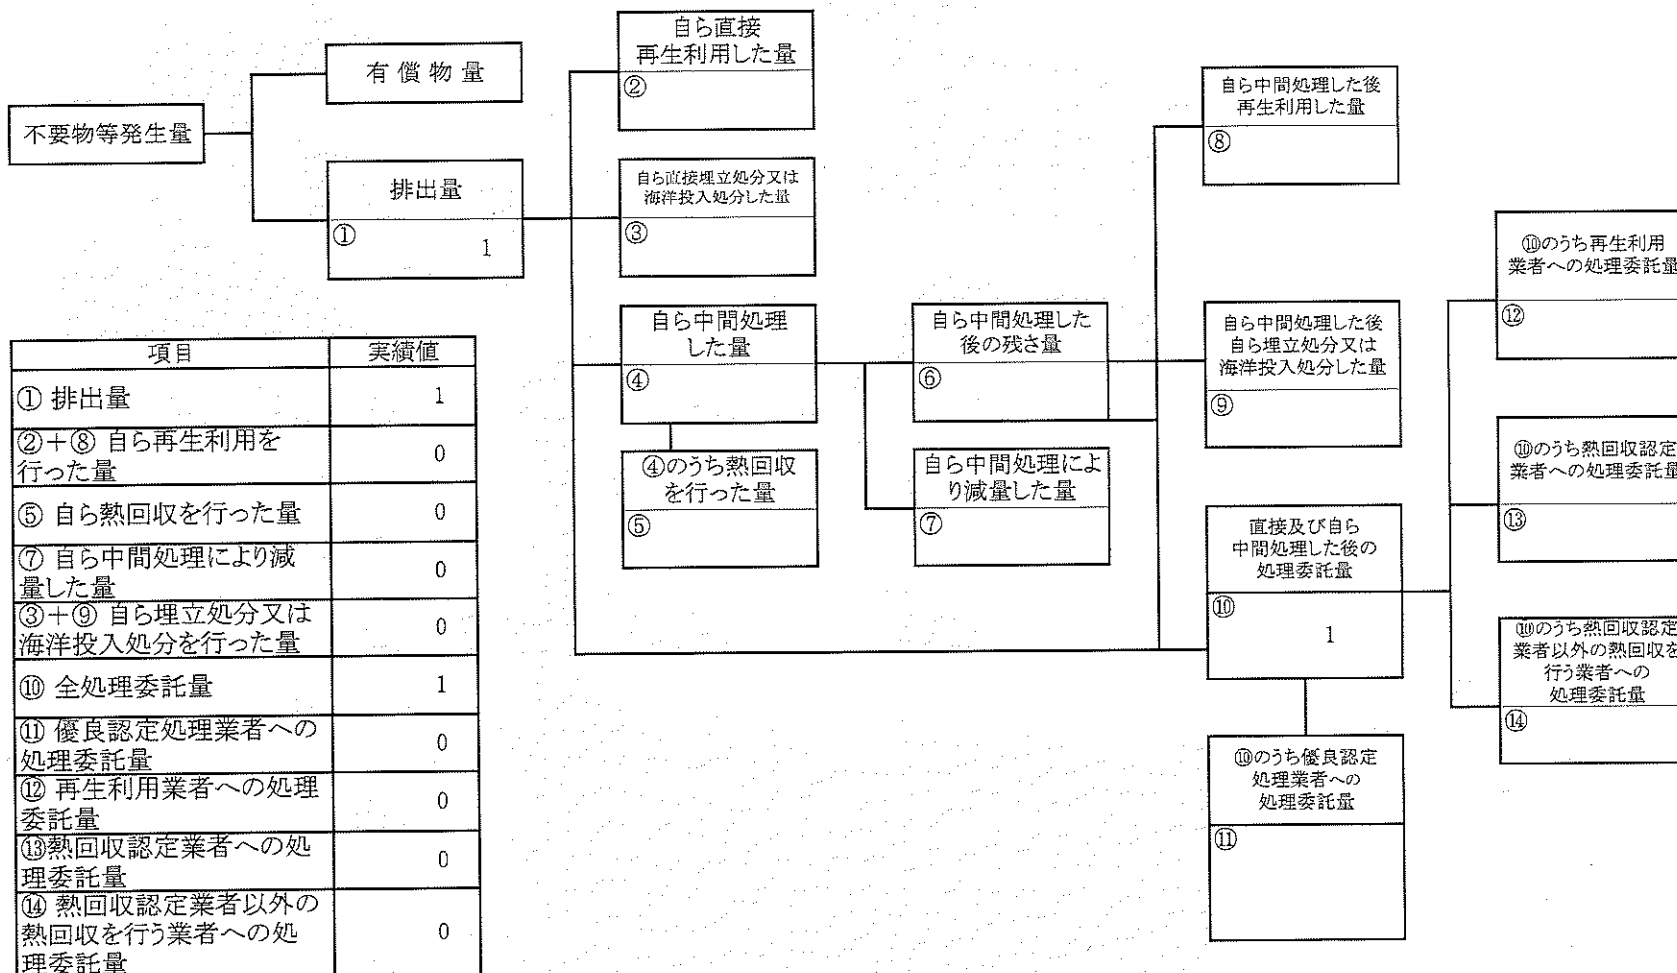 不要物等発生量
有償物量
排出量
①
1
自ら直接
再生利用した量
②
自ら直接埋立処分又は
海洋投入処分した量
③
自ら中間処理
した量
④
④のうち熱回収
を行った量
⑤
自ら中間処理した
後の残さ量
⑥
自ら中間処理によ
り減量した量
⑦
自ら中間処理した後
再生利用した量
⑧
自ら中間処理した後
自ら埋立処分又は
海洋投入処分した量
⑨
直接及び自ら
中間処理した後の
処理委託量
⑩
1
⑩のうち優良認定
処理業者への
処理委託量
⑪
⑩のうち再生利用
業者への処理委託量
⑫
⑩のうち熱回収認定
業者への処理委託量
⑬
⑩のうち熱回収認定
業者以外の熱回収を
行う業者への
処理委託量
⑭
項目 実績値
① 排出量 1
②+⑧ 自ら再生利用を
行った量 0
⑤ 自ら熱回収を行った量 0
⑦ 自ら中間処理により減
量した量 0
③+⑨ 自ら埋立処分又は
海洋投入処分を行った量 0
⑩ 全処理委託量 1
⑪ 優良認定処理業者への
処理委託量 0
⑫ 再生利用業者への処理
委託量 0
⑬熱回収認定業者への処
理委託量 0
⑭ 熱回収認定業者以外の
熱回収を行う業者への処
理委託量 0